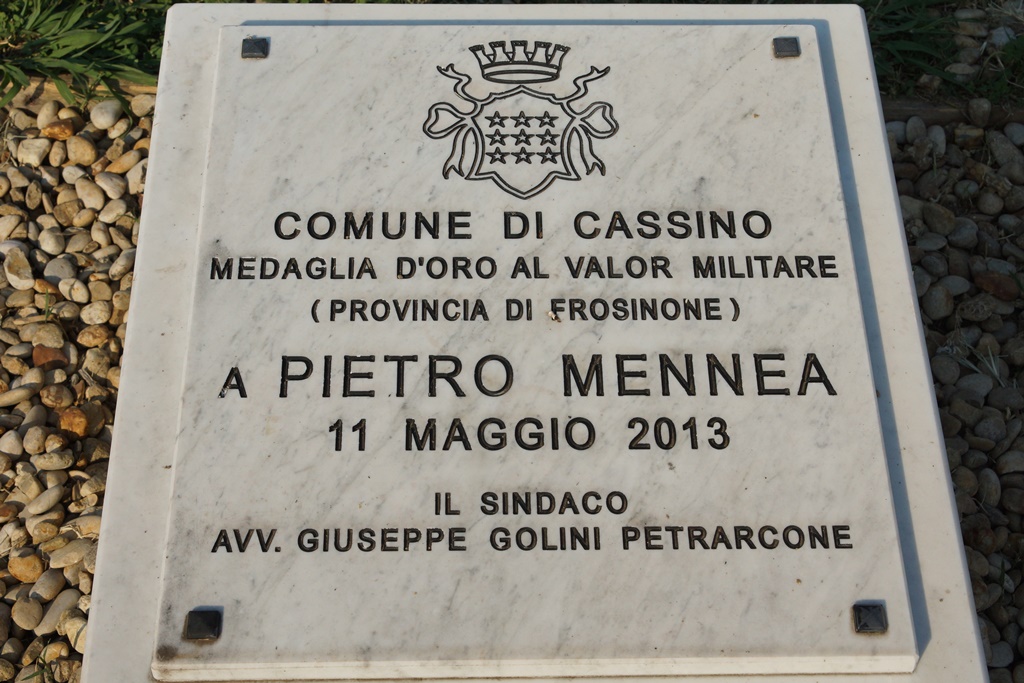 COMUNE DI CASSINO
MEDAGLIA D'ORO AL VALOR MILITARE
(PROVINCIA DI FROSINONE)
A PIETRO MENNEA
11 MAGGIO 2013
IL SINDACO
AVV. GIUSEPPE GOLINI PETRARCONE